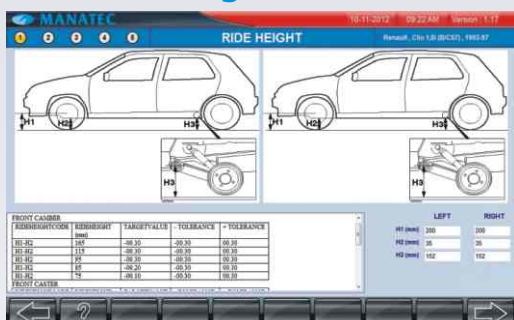 MANATEC
10-11-2012 09:22 AM Version : 1.17
1 2 3 4 5
RIDE HEIGHT
Renault , Clio 1,8i (B/C57) , 1992-97
H1 H2 H3
H3
H1 H2 H3
H3
FRONT CAMBER
RIDEHEIGHTCODE RIDEHEIGHT (mm) TARGETVALUE - TOLERANCE + TOLERANCE
H1-H2 165 -00.10 -00.30 00.30
H1-H2 115 -00.30 -00.30 00.30
H1-H2 95 -00.30 -00.30 00.30
H1-H2 85 -00.20 -00.30 00.30
H1-H2 75 -00.10 -00.30 00.30
FRONT CASTER
LEFT RIGHT
H1 (mm) 200 200
H2 (mm) 35 35
H3 (mm) 152 152
?